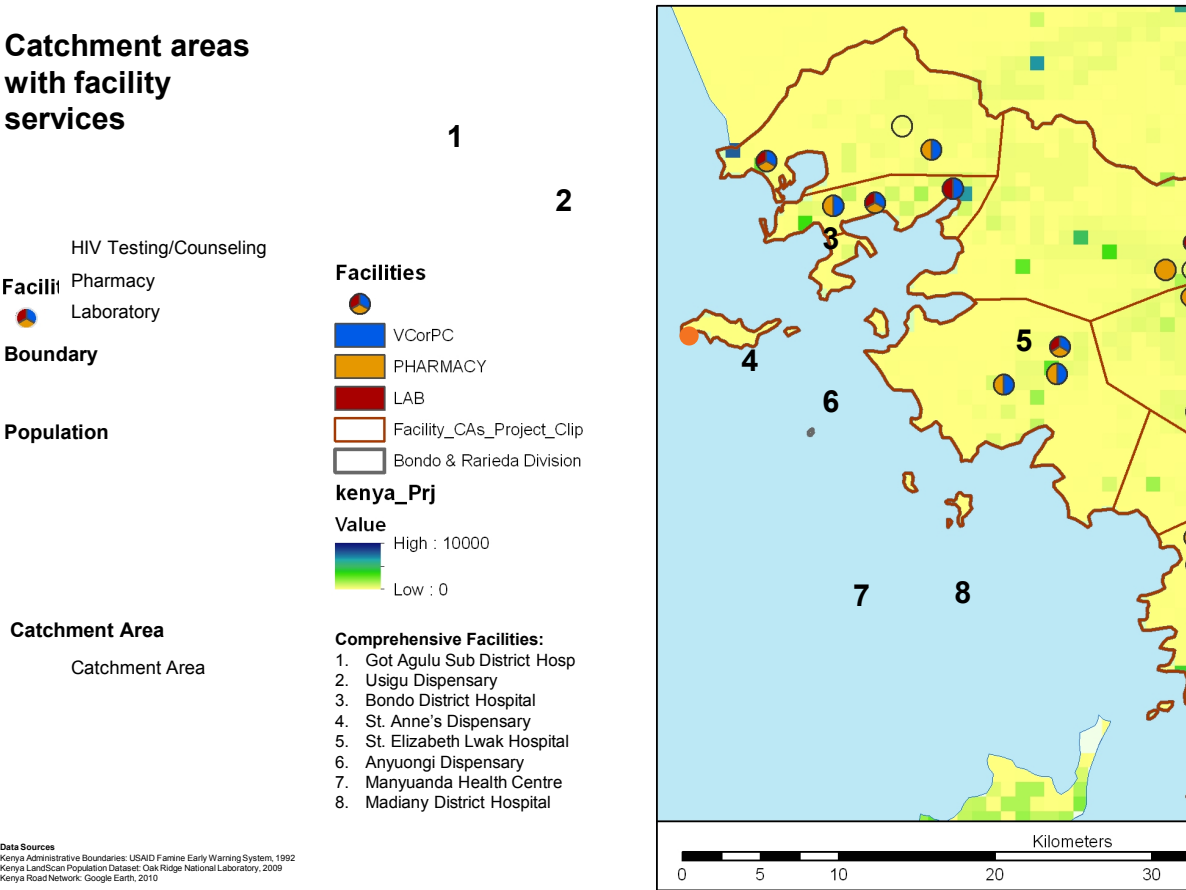 Catchment areas
with facility
services
1
2
HIV Testing/Counseling
Facilit
Pharmacy
Laboratory
Boundary
Population
Catchment Area
Catchment Area
Facilities
VCorPC
PHARMACY
LAB
Facility_CAs_Project_Clip
Bondo & Rarieda Division
kenya_Prj
Value
High : 10000
Low : 0
Comprehensive Facilities:
1. Got Agulu Sub District Hosp
2. Usigu Dispensary
3. Bondo District Hospital
4. St. Anne's Dispensary
5. St. Elizabeth Lwak Hospital
6. Anyuongi Dispensary
7. Manyuanda Health Centre
8. Madiany District Hospital
Data Sources
Kenya Administrative Boundaries: USAID Famine Early Warning System, 1992
Kenya LandScan Population Dataset: Oak Ridge National Laboratory, 2009
Kenya Road Network: Google Earth, 2010
3
4
5
6
7
8
Kilometers
0 5 10 20 30